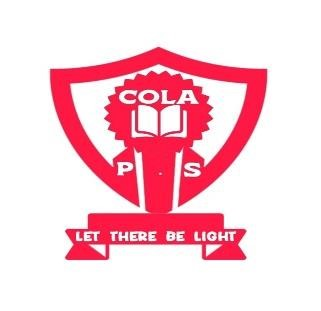 COLA
P . S
LET THERE BE LIGHT